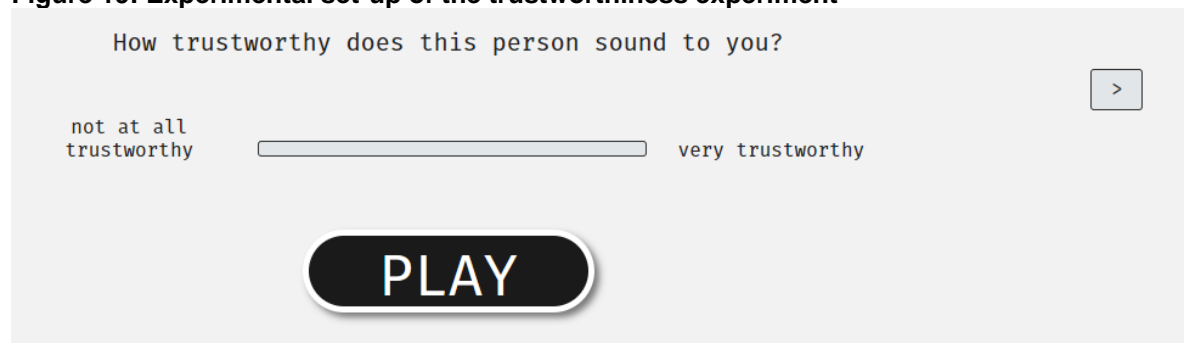 Figure 10: Experimental set-up of the trustworthiness experiment
How trustworthy does this person sound to you?
>
not at all
trustworthy
very trustworthy
PLAY